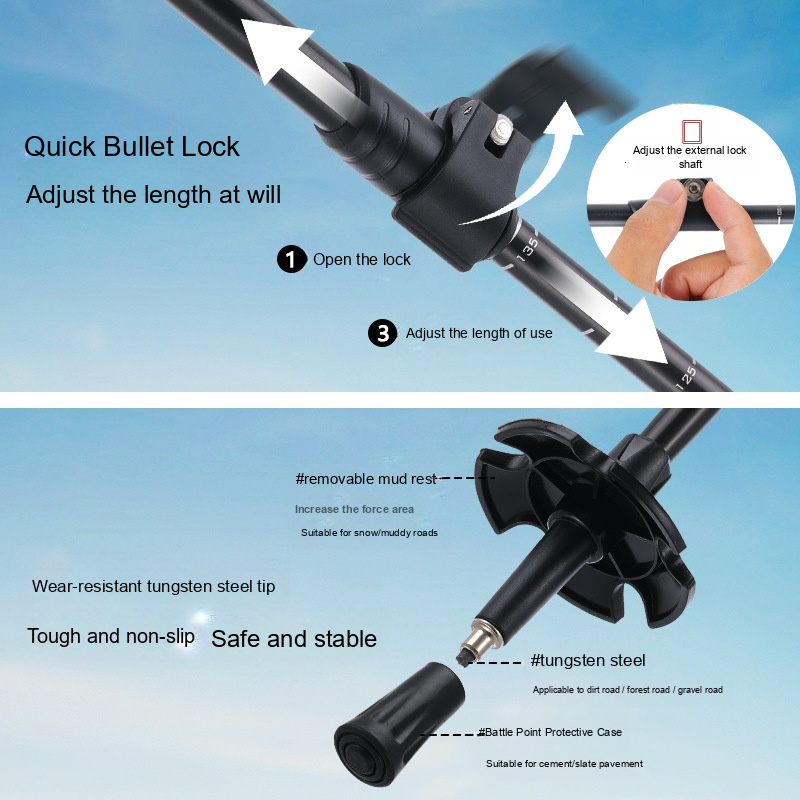 Quick Bullet Lock
Adjust the length at will
Adjust the external lock
shaft
1 Open the lock
135
3 Adjust the length of use
125
#removable mud rest
Increase the force area
Suitable for snow/muddy roads
Wear-resistant tungsten steel tip
Tough and non-slip Safe and stable
#tungsten steel
Applicable to dirt road / forest road / gravel road
#Battle Point Protective Case
Suitable for cement/slate pavement